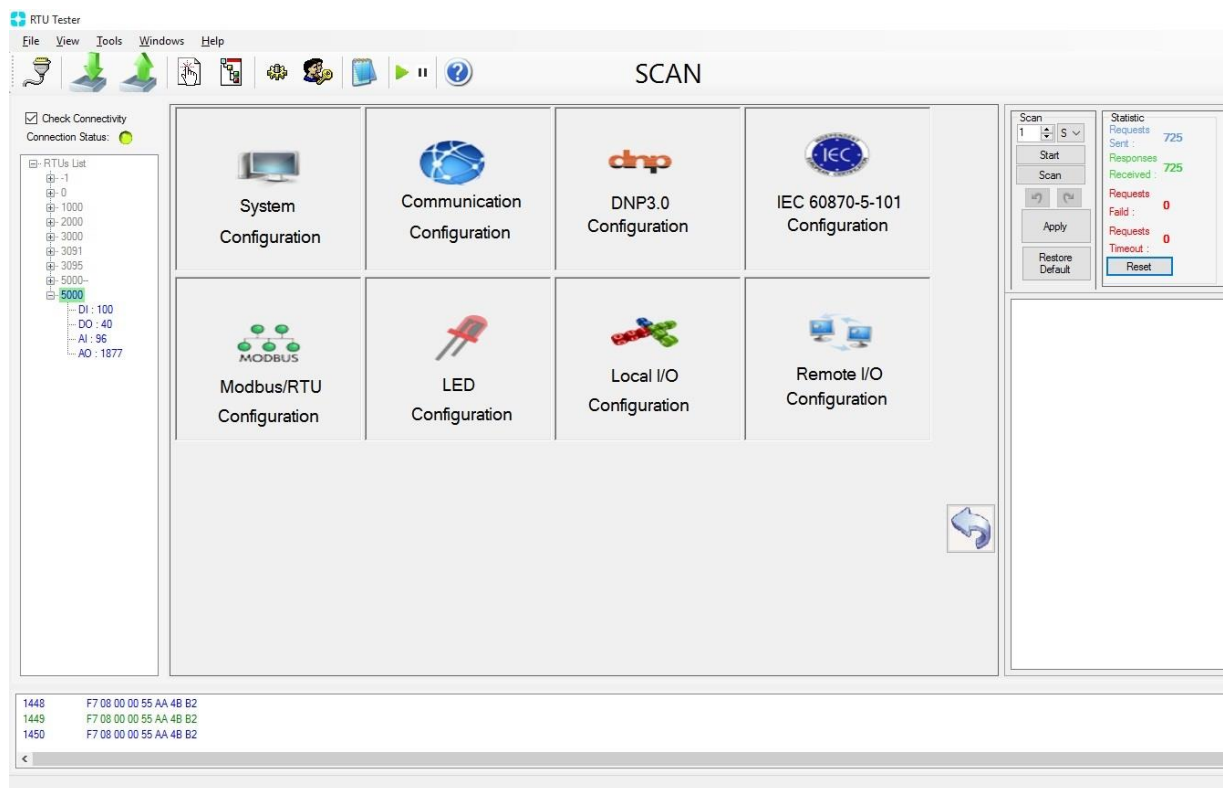 RTU Tester
File View Tools Windows Help
SCAN
Check Connectivity
Connection Status:
RTUs List
-1
0
1000
2000
3000
3091
3095
5000--
5000
DI : 100
DO : 40
AI : 96
AO : 1877
System
Configuration
Communication
Configuration
dnp
DNP3.0
Configuration
IEC
IEC 60870-5-101
Configuration
MODBUS
Modbus/RTU
Configuration
LED
Configuration
Local I/O
Configuration
Remote I/O
Configuration
Scan
1 S
Start
Scan
Apply
Restore
Default
Statistic
Requests
Sent : 725
Responses
Received : 725
Requests
Faild : 0
Requests
Timeout : 0
Reset
1448 F7 08 00 00 55 AA 4B B2
1449 F7 08 00 00 55 AA 4B B2
1450 F7 08 00 00 55 AA 4B B2